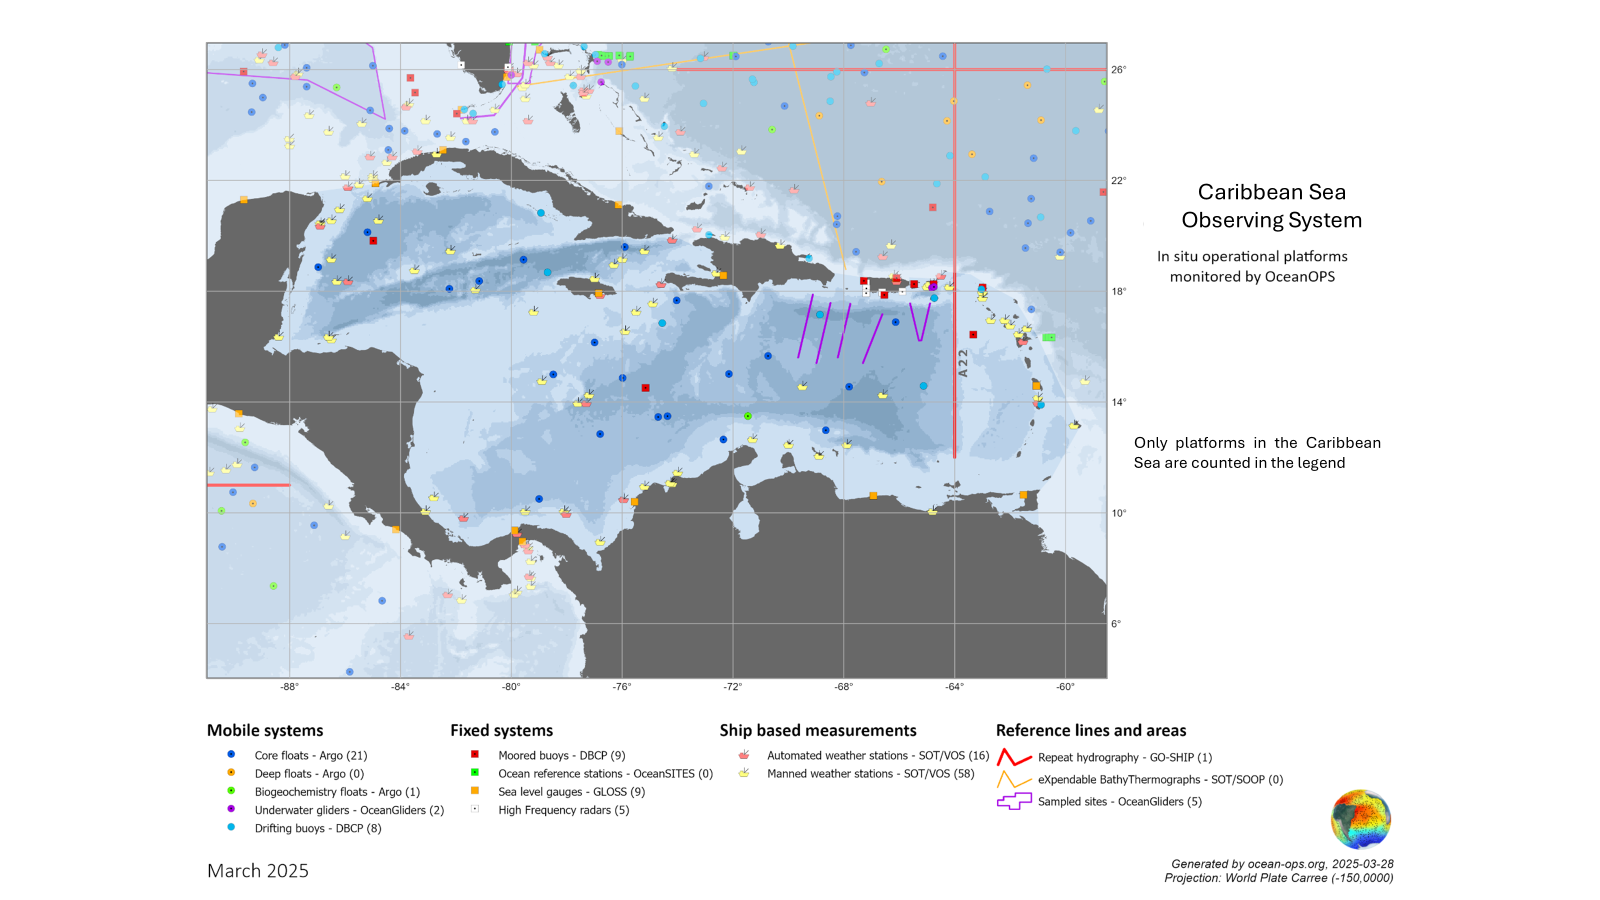 Caribbean Sea
Observing System
In situ operational platforms
monitored by OceanOPS
Only platforms in the Caribbean
Sea are counted in the legend
26°
22°
18°
14°
10°
6°
A22
-88°
-84°
-80°
-76°
-72°
-68°
-64°
-60°
Mobile systems
Core floats - Argo (21)
Deep floats - Argo (0)
Biogeochemistry floats - Argo (1)
Underwater gliders - OceanGliders (2)
Drifting buoys - DBCP (8)
Fixed systems
Moored buoys - DBCP (9)
Ocean reference stations - OceanSITES (0)
Sea level gauges - GLOSS (9)
High Frequency radars (5)
Ship based measurements
Automated weather stations - SOT/VOS (16)
Manned weather stations - SOT/VOS (58)
Reference lines and areas
Repeat hydrography - GO-SHIP (1)
eXpendable BathyThermographs - SOT/SOOP (0)
Sampled sites - OceanGliders (5)
March 2025
Generated by ocean-ops.org, 2025-03-28
Projection: World Plate Carree (-150,0000)